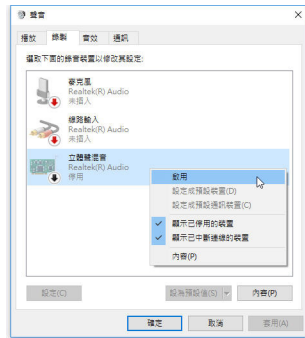 聲音
播放 錄製 音效 通訊
選取下面的錄音裝置以修改其設定:
麥克風
Realtek(R) Audio
未插入
線路輸入
Realtek(R) Audio
未插入
立體聲混音
Realtek(R) Audio
停用
啟用
設定成預設裝置(D)
設定成預設通訊裝置(C)
顯示已停用的裝置
顯示已中斷連線的裝置
內容(P)
設定(C) 設為預設值(S) 內容(P)
確定 取消 套用(A)